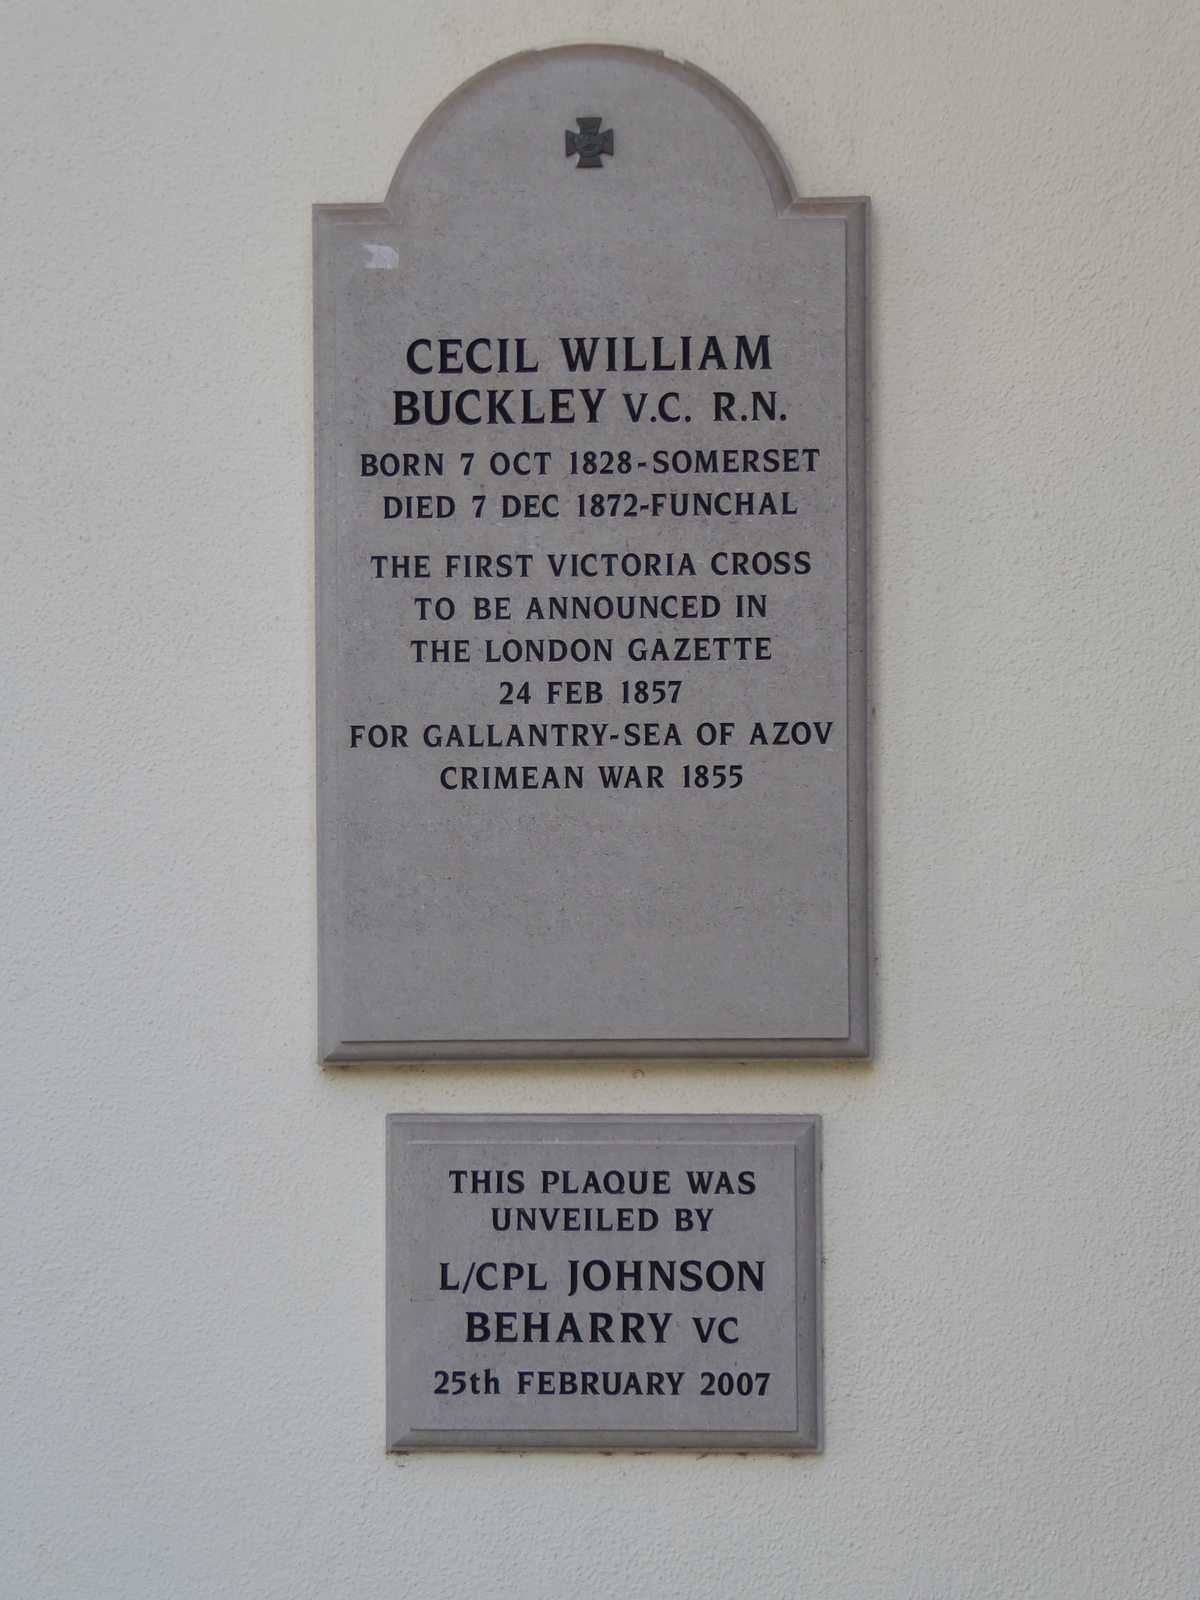 CECIL WILLIAM
BUCKLEY V.C. R.N.
BORN 7 OCT 1828-SOMERSET
DIED 7 DEC 1872-FUNCHAL
THE FIRST VICTORIA CROSS
TO BE ANNOUNCED IN
THE LONDON GAZETTE
24 FEB 1857
FOR GALLANTRY-SEA OF AZOV
CRIMEAN WAR 1855
THIS PLAQUE WAS
UNVEILED BY
L/CPL JOHNSON
BEHARRY VC
25th FEBRUARY 2007